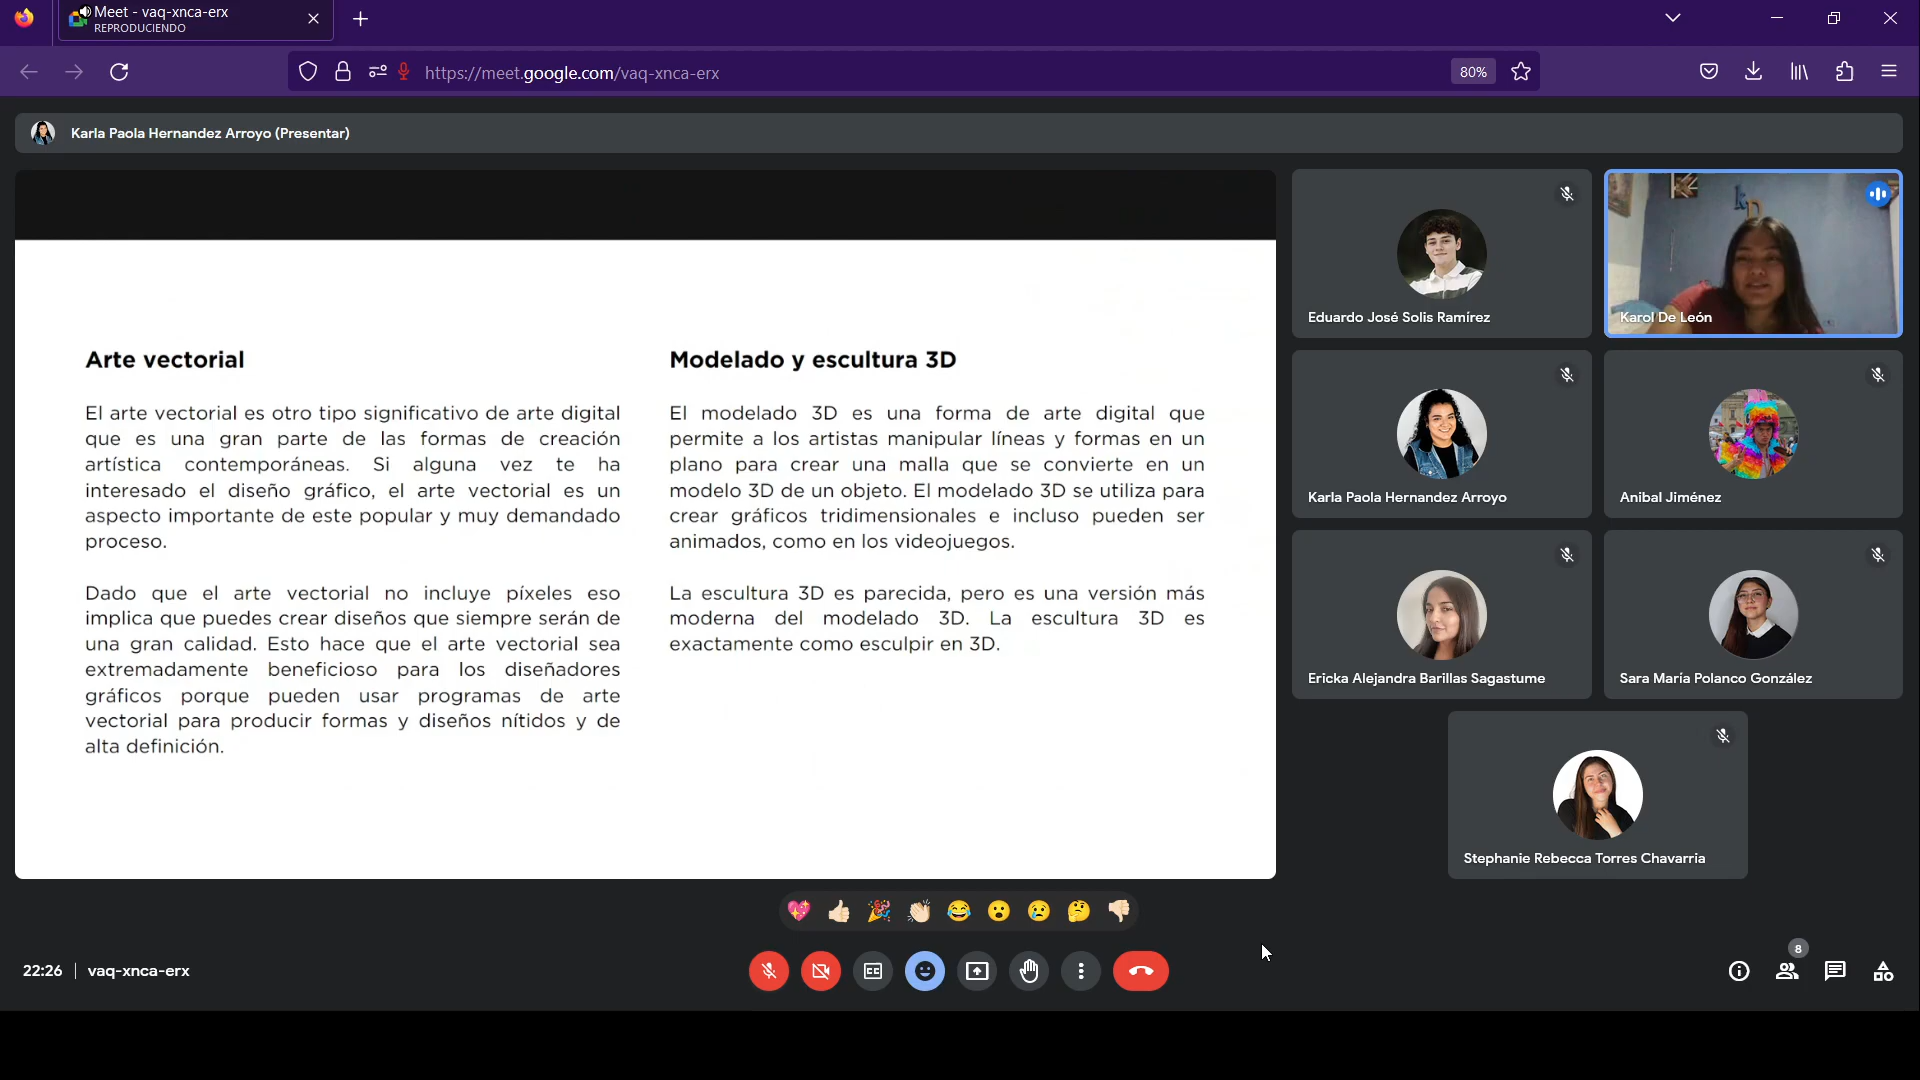 Meet - vaq-xnca-erx
REPRODUCIENDO
https://meet.google.com/vaq-xnca-erx
80%
Karla Paola Hernandez Arroyo (Presentar)
Arte vectorial
El arte vectorial es otro tipo significativo de arte digital
que es una gran parte de las formas de creación
artística contemporáneas. Si alguna vez te ha
interesado el diseño gráfico, el arte vectorial es un
aspecto importante de este popular y muy demandado
proceso.
Dado que el arte vectorial no incluye píxeles eso
implica que puedes crear diseños que siempre serán de
una gran calidad. Esto hace que el arte vectorial sea
extremadamente beneficioso para los diseñadores
gráficos porque pueden usar programas de arte
vectorial para producir formas y diseños nítidos y de
alta definición.
Modelado y escultura 3D
El modelado 3D es una forma de arte digital que
permite a los artistas manipular líneas y formas en un
plano para crear una malla que se convierte en un
modelo 3D de un objeto. El modelado 3D se utiliza para
crear gráficos tridimensionales e incluso pueden ser
animados, como en los videojuegos.
La escultura 3D es parecida, pero es una versión más
moderna del modelado 3D. La escultura 3D es
exactamente como esculpir en 3D.
Eduardo José Solis Ramírez
Karol De León
Karla Paola Hernandez Arroyo
Anibal Jiménez
Ericka Alejandra Barillas Sagastume
Sara María Polanco González
Stephanie Rebecca Torres Chavarria
22:26 | vaq-xnca-erx
8